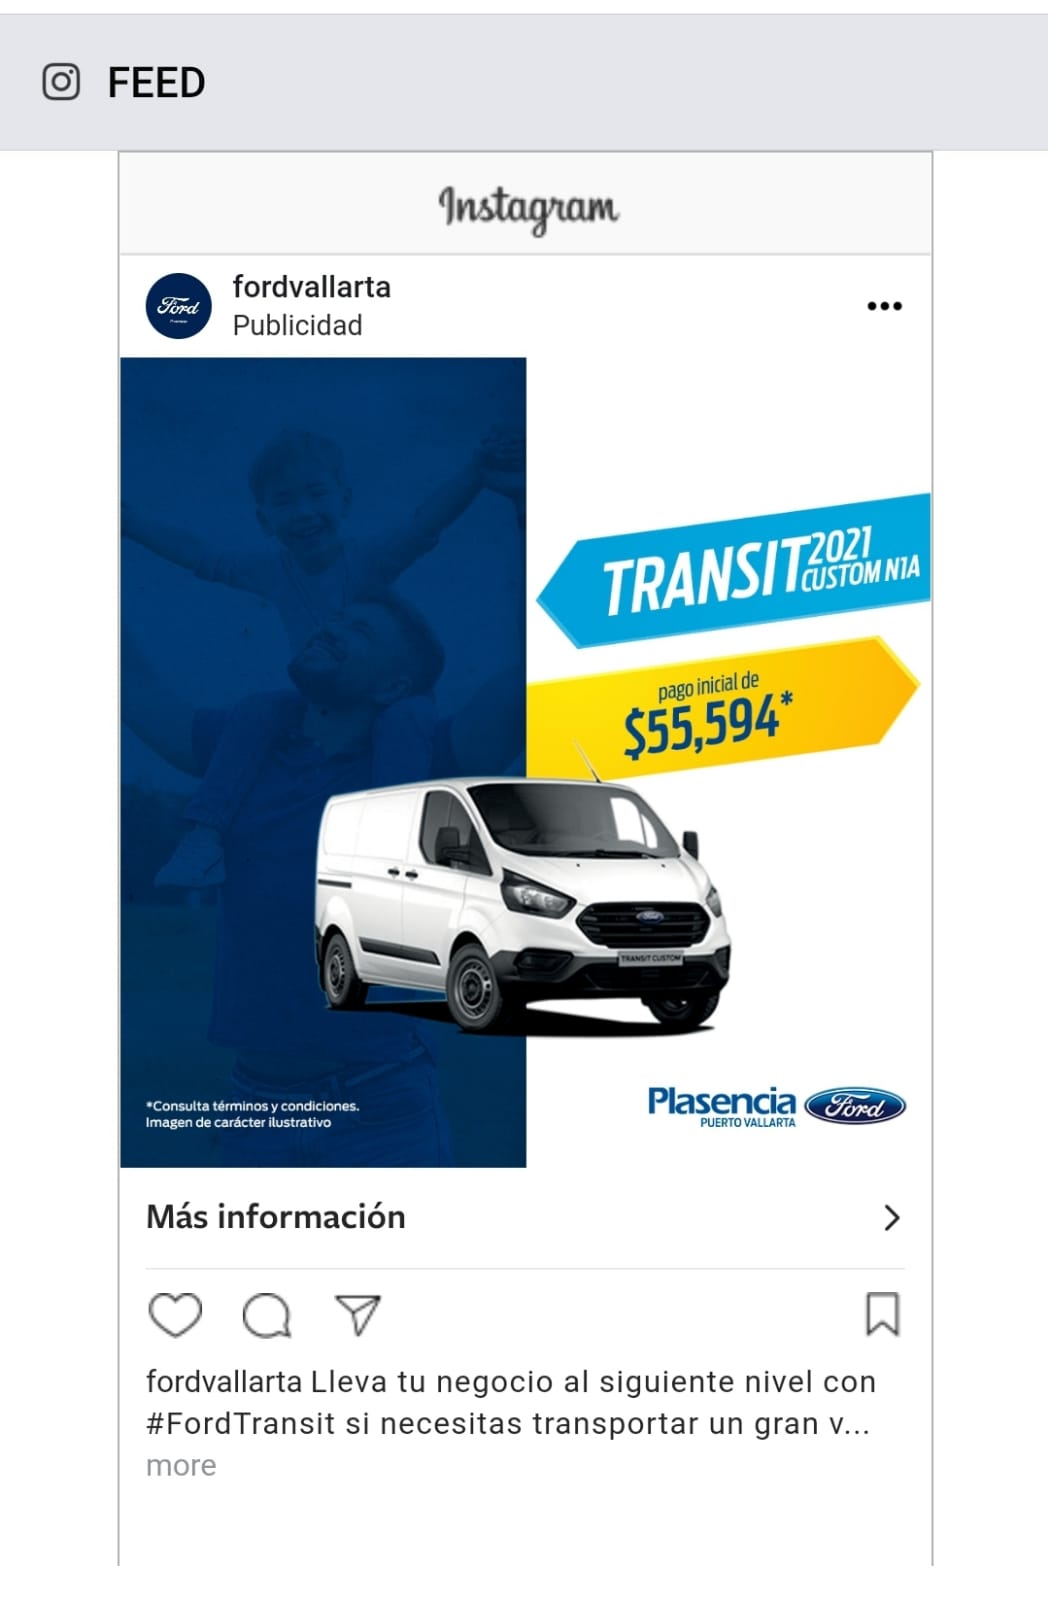 FEED
Instagram
Ford
fordvallarta
Publicidad
TRANSIT 2021
CUSTOM N1A
pago inicial de
$55,594*
Ford
TRANSIT CUSTOM
*Consulta términos y condiciones.
Imagen de carácter ilustrativo
Plasencia Ford
PUERTO VALLARTA
Más información
fordvallarta Lleva tu negocio al siguiente nivel con
#FordTransit si necesitas transportar un gran v...
more